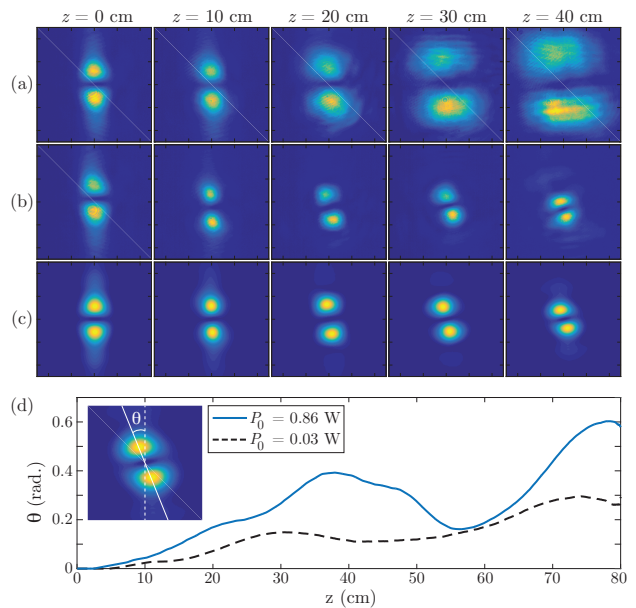 z = 0 cm z = 10 cm z = 20 cm z = 30 cm z = 40 cm
(a)
(b)
(c)
(d)
θ
P0 = 0.86 W
P0 = 0.03 W
θ (rad.)
0.6
0.4
0.2
0
0 10 20 30 40 50 60 70 80
z (cm)